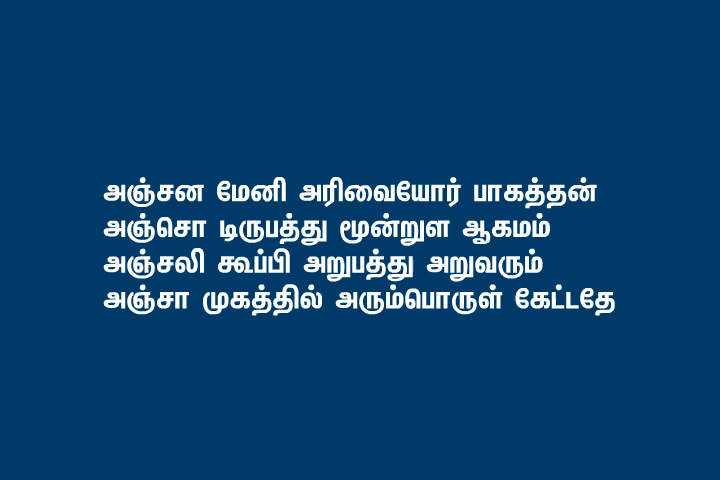 அஞ்சன மேனி அரிவையோர் பாகத்தன்
அஞ்சொ டிருபத்து மூன்றுள ஆகமம்
அஞ்சலி கூப்பி அறுபத்து அறுவரும்
அஞ்சா முகத்தில் அரும்பொருள் கேட்டதே